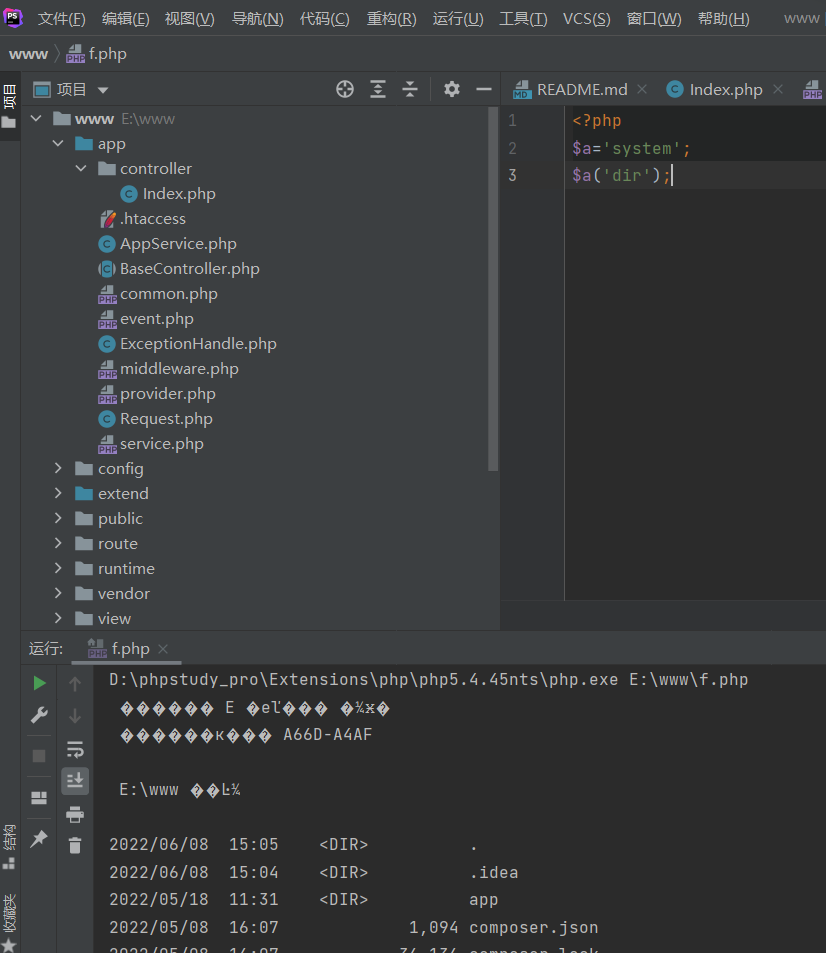 PS 文件(F) 编辑(E) 视图(V) 导航(N) 代码(C) 重构(R) 运行(U) 工具(T) VCS(S) 窗口(W) 帮助(H) www
www f.php
项目
项目
README.md
Index.php
www E:\www
app
controller
Index.php
.htaccess
AppService.php
BaseController.php
common.php
event.php
ExceptionHandle.php
middleware.php
provider.php
Request.php
service.php
config
extend
public
route
runtime
vendor
view
1 <?php
2 $a='system';
3 $a('dir');
运行: f.php
D:\phpstudy_pro\Extensions\php\php5.4.45nts\php.exe E:\www\f.php
������ E �eľ��� �¼ӿ�
������к��� A66D-A4AF
E:\www ��Ŀ¼
2022/06/08 15:05 <DIR> .
2022/06/08 15:04 <DIR> .idea
2022/05/18 11:31 <DIR> app
2022/05/08 16:07 1,094 composer.json
结构
收藏夹